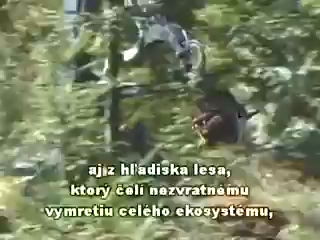 aj z hľadiska lesa,
ktorý čelí nezvratnému
vymretiu celého ekosystému,